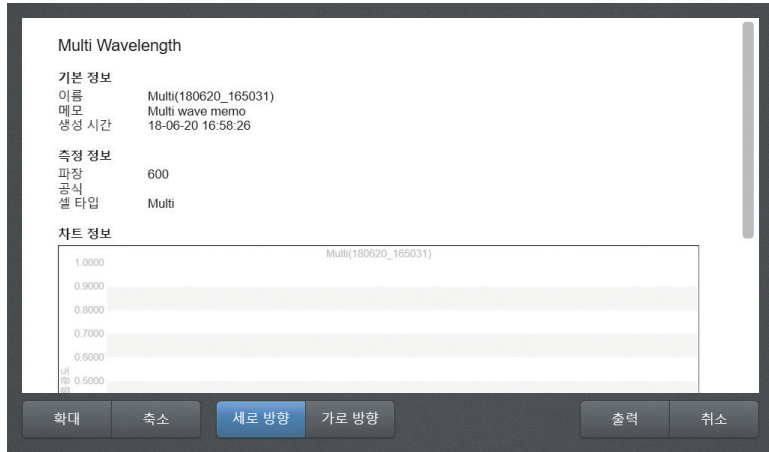 Multi Wavelength
기본 정보
이름 Multi(180620_165031)
메모 Multi wave memo
생성 시간 18-06-20 16:58:26
측정 정보
파장 600
공식
셀 타입 Multi
차트 정보
Multi(180620_165031)
1.0000
0.9000
0.8000
0.7000
0.6000
0.5000
확대 축소 세로 방향 가로 방향 출력 취소